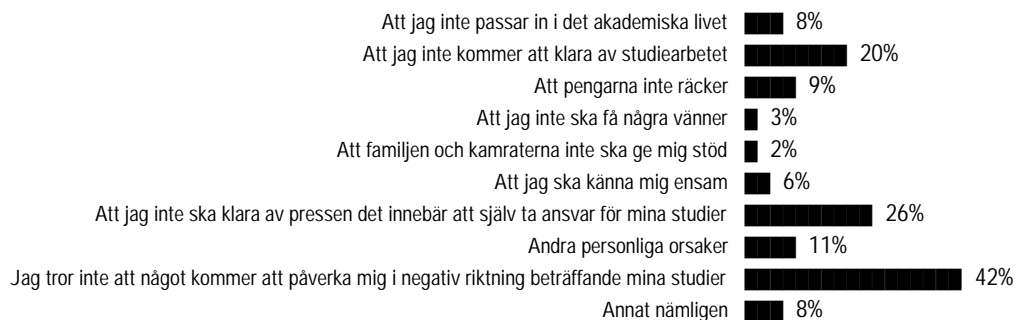 Att jag inte passar in i det akademiska livet 8%
Att jag inte kommer att klara av studiearbetet 20%
Att pengarna inte räcker 9%
Att jag inte ska få några vänner 3%
Att familjen och kamraterna inte ska ge mig stöd 2%
Att jag ska känna mig ensam 6%
Att jag inte ska klara av pressen det innebär att själv ta ansvar för mina studier 26%
Andra personliga orsaker 11%
Jag tror inte att något kommer att påverka mig i negativ riktning beträffande mina studier 42%
Annat nämligen 8%